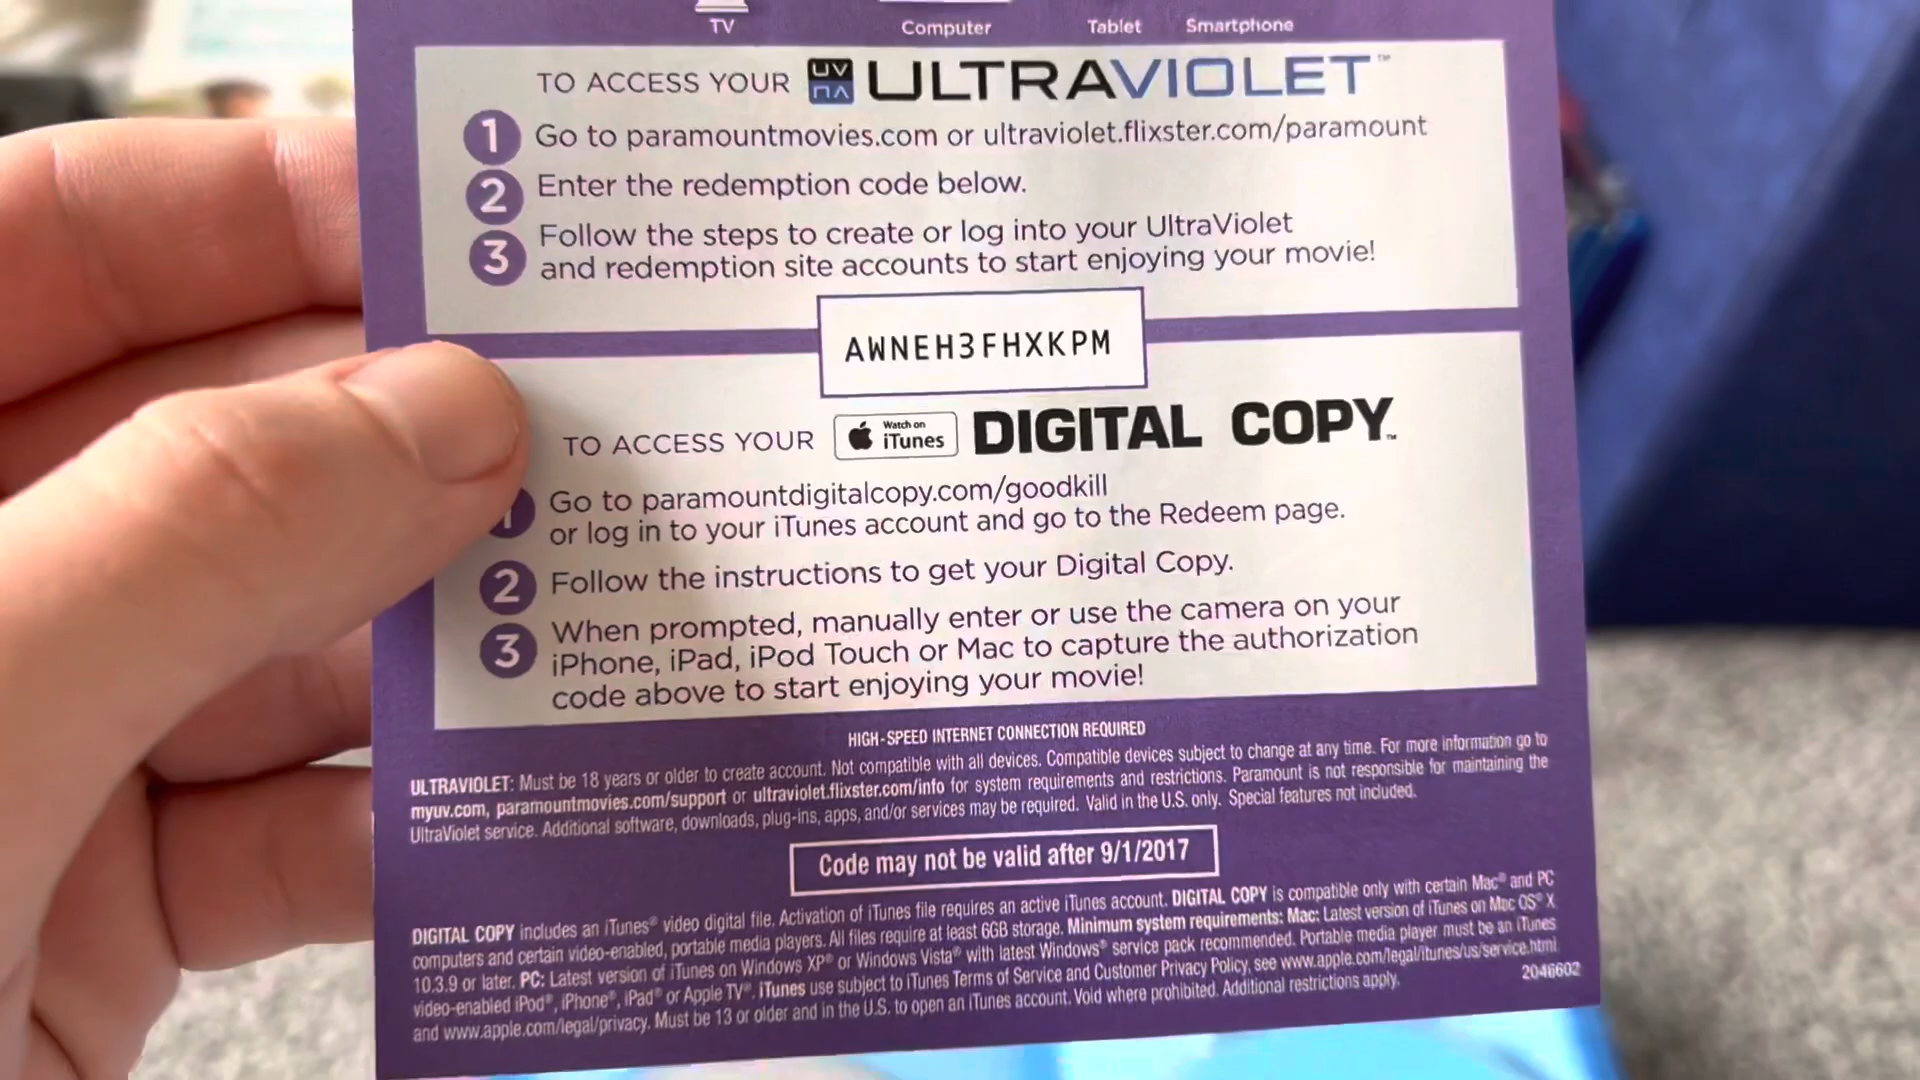 TV Computer Tablet Smartphone
TO ACCESS YOUR UV ULTRAVIOLET™
1 Go to paramountmovies.com or ultraviolet.flixster.com/paramount
2 Enter the redemption code below.
3 Follow the steps to create or log into your UltraViolet
and redemption site accounts to start enjoying your movie!
AWNEH3FHXKPM
TO ACCESS YOUR Watch on iTunes DIGITAL COPY™
1 Go to paramountdigitalcopy.com/goodkill
or log in to your iTunes account and go to the Redeem page.
2 Follow the instructions to get your Digital Copy.
3 When prompted, manually enter or use the camera on your
iPhone, iPad, iPod Touch or Mac to capture the authorization
code above to start enjoying your movie!
HIGH-SPEED INTERNET CONNECTION REQUIRED
ULTRAVIOLET: Must be 18 years or older to create account. Not compatible with all devices. Compatible devices subject to change at any time. For more information go to
myuv.com, paramountmovies.com/support or ultraviolet.flixster.com/info for system requirements and restrictions. Paramount is not responsible for maintaining the
UltraViolet service. Additional software, downloads, plug-ins, apps, and/or services may be required. Valid in the U.S. only. Special features not included.
Code may not be valid after 9/1/2017
DIGITAL COPY includes an iTunes® video digital file. Activation of iTunes file requires an active iTunes account. DIGITAL COPY is compatible only with certain Mac® and PC
computers and certain video-enabled, portable media players. All files require at least 6GB storage. Minimum system requirements: Mac: Latest version of iTunes on Mac OS® X
10.3.9 or later. PC: Latest version of iTunes on Windows XP® or Windows Vista® with latest Windows® service pack recommended. Portable media player must be an iTunes
video-enabled iPod®, iPhone®, iPad® or Apple TV®. iTunes use subject to iTunes Terms of Service and Customer Privacy Policy, see www.apple.com/legal/itunes/us/service.html
and www.apple.com/legal/privacy. Must be 13 or older and in the U.S. to open an iTunes account. Void where prohibited. Additional restrictions apply.
2046602